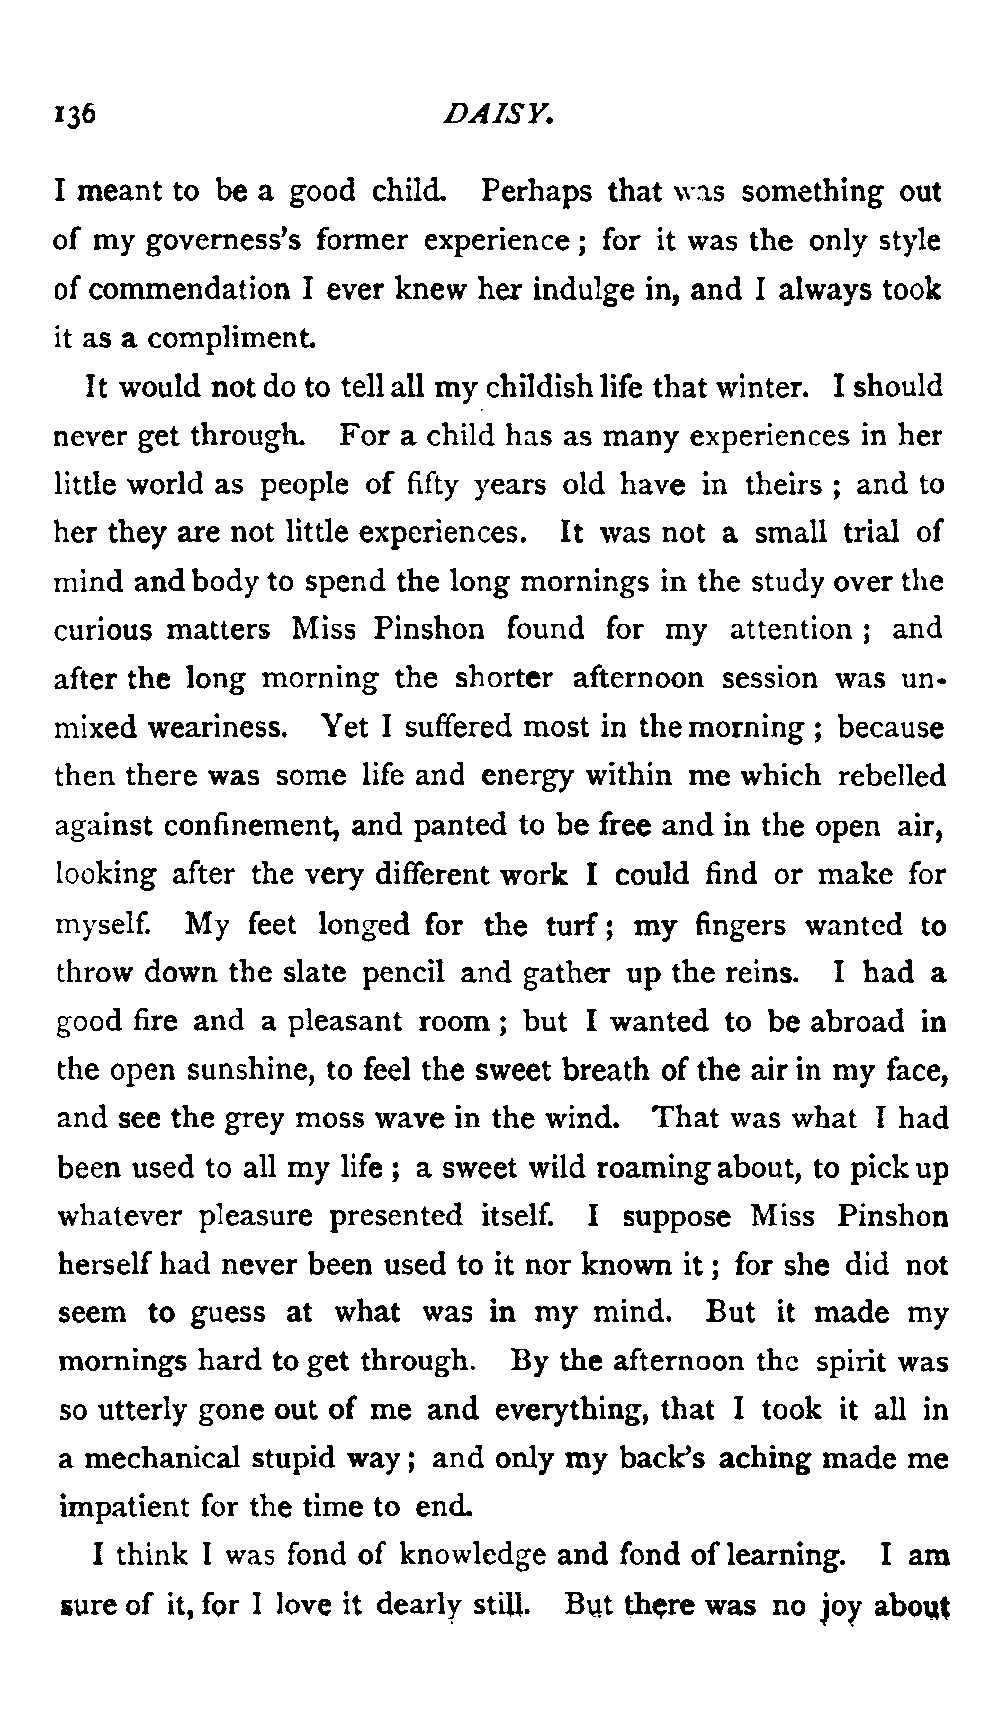 136 DAISY.
I meant to be a good child. Perhaps that was something out
of my governess's former experience ; for it was the only style
of commendation I ever knew her indulge in, and I always took
it as a compliment.
It would not do to tell all my childish life that winter. I should
never get through. For a child has as many experiences in her
little world as people of fifty years old have in theirs ; and to
her they are not little experiences. It was not a small trial of
mind and body to spend the long mornings in the study over the
curious matters Miss Pinshon found for my attention ; and
after the long morning the shorter afternoon session was un-
mixed weariness. Yet I suffered most in the morning ; because
then there was some life and energy within me which rebelled
against confinement, and panted to be free and in the open air,
looking after the very different work I could find or make for
myself. My feet longed for the turf ; my fingers wanted to
throw down the slate pencil and gather up the reins. I had a
good fire and a pleasant room ; but I wanted to be abroad in
the open sunshine, to feel the sweet breath of the air in my face,
and see the grey moss wave in the wind. That was what I had
been used to all my life ; a sweet wild roaming about, to pick up
whatever pleasure presented itself. I suppose Miss Pinshon
herself had never been used to it nor known it ; for she did not
seem to guess at what was in my mind. But it made my
mornings hard to get through. By the afternoon the spirit was
so utterly gone out of me and everything, that I took it all in
a mechanical stupid way ; and only my back's aching made me
impatient for the time to end.
I think I was fond of knowledge and fond of learning. I am
sure of it, for I love it dearly still. But there was no joy about